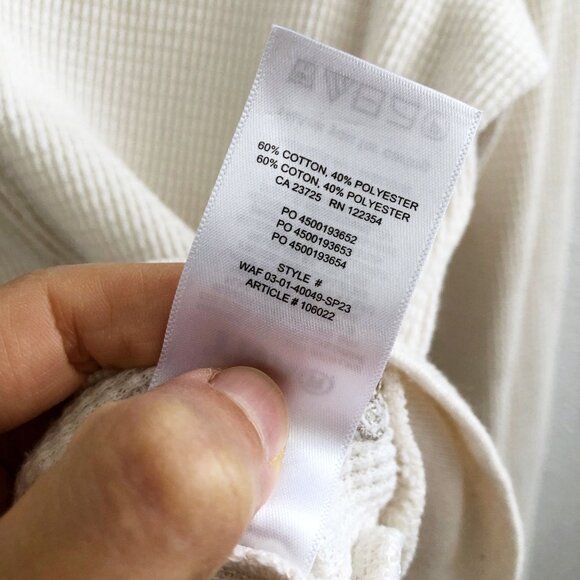 60% COTTON, 40% POLYESTER
60% COTON, 40% POLYESTER
CA 23725 RN 122354
PO 4500193652
PO 4500193653
PO 4500193654
STYLE #
WAF 03-01-40049-SP23
ARTICLE # 106022